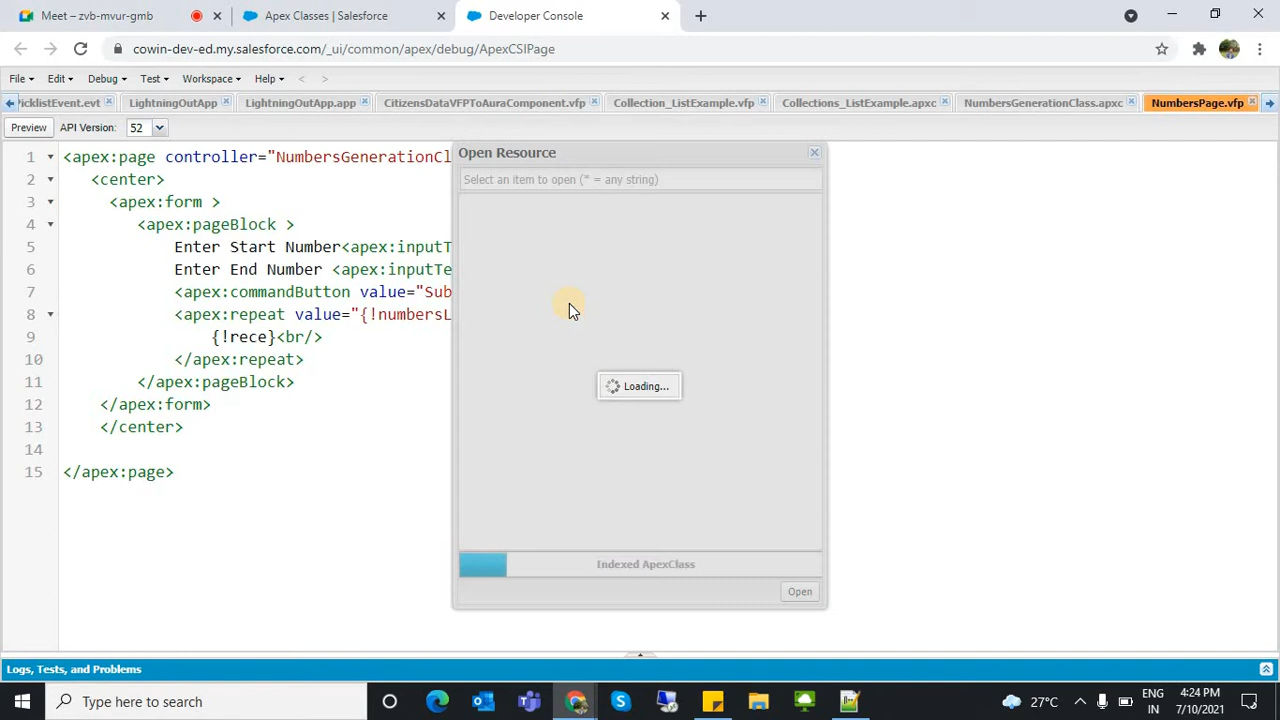 Meet – zvb-mvur-gmb
Apex Classes | Salesforce
Developer Console
cowin-dev-ed.my.salesforce.com/_ui/common/apex/debug/ApexCSIPage
File Edit Debug Test Workspace Help < >
PicklistEvent.evt LightningOutApp LightningOutApp.app CitizensDataVFPToAuraComponent.vfp Collection_ListExample.vfp Collections_ListExample.apxc NumbersGenerationClass.apxc NumbersPage.vfp
Preview API Version: 52
Open Resource
Select an item to open (* = any string)
1 <apex:page controller="NumbersGenerationCl
2 <center>
3 <apex:form >
4 <apex:pageBlock >
5 Enter Start Number<apex:inputT
6 Enter End Number <apex:inputTe
7 <apex:commandButton value="Sub
8 <apex:repeat value="{!numbersL
9 {!rece}<br/>
10 </apex:repeat>
11 </apex:pageBlock>
12 </apex:form>
13 </center>
14
15 </apex:page>
Loading...
Indexed ApexClass
Open
Logs, Tests, and Problems
Type here to search
27°C
ENG
IN
4:24 PM
7/10/2021